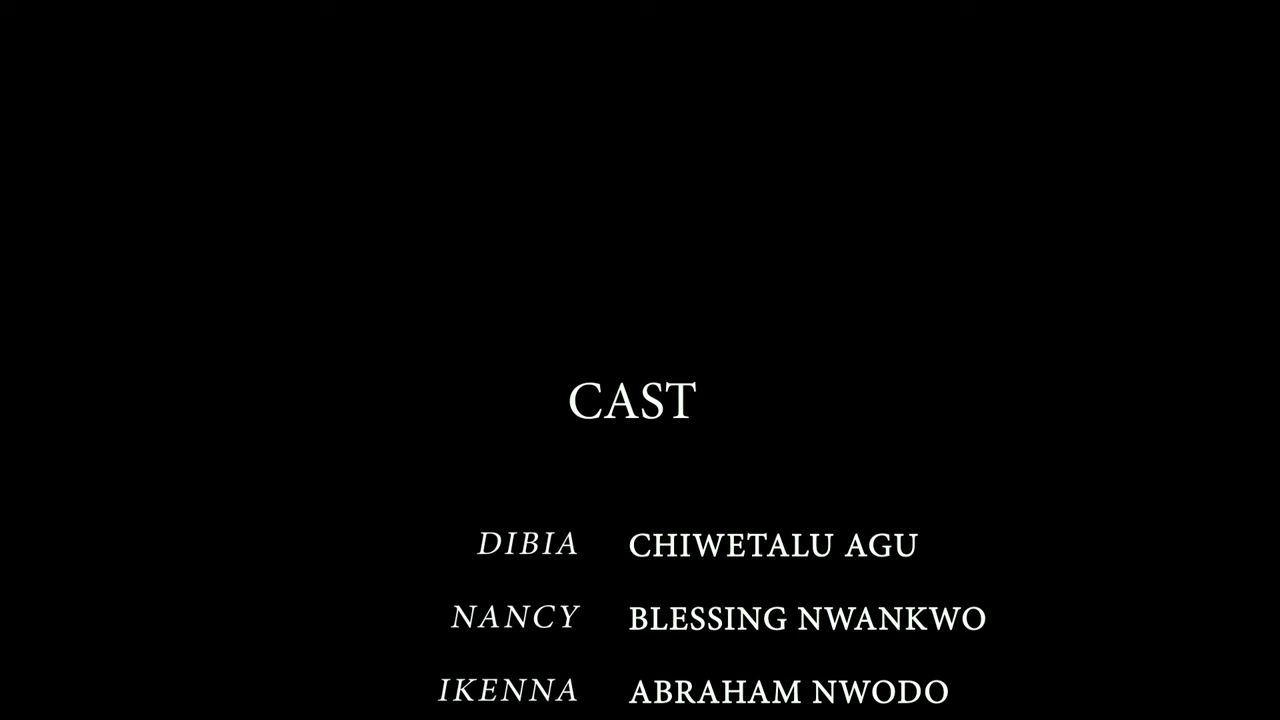 CAST
DIBIA CHIWETALU AGU
NANCY BLESSING NWANKWO
IKENNA ABRAHAM NWODO